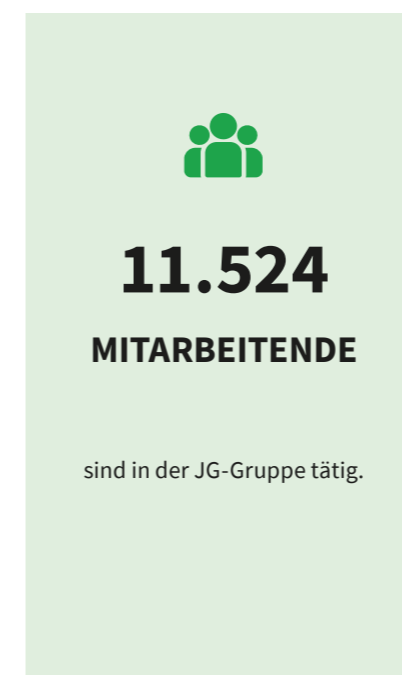 11.524
MITARBEITENDE
sind in der JG-Gruppe tätig.